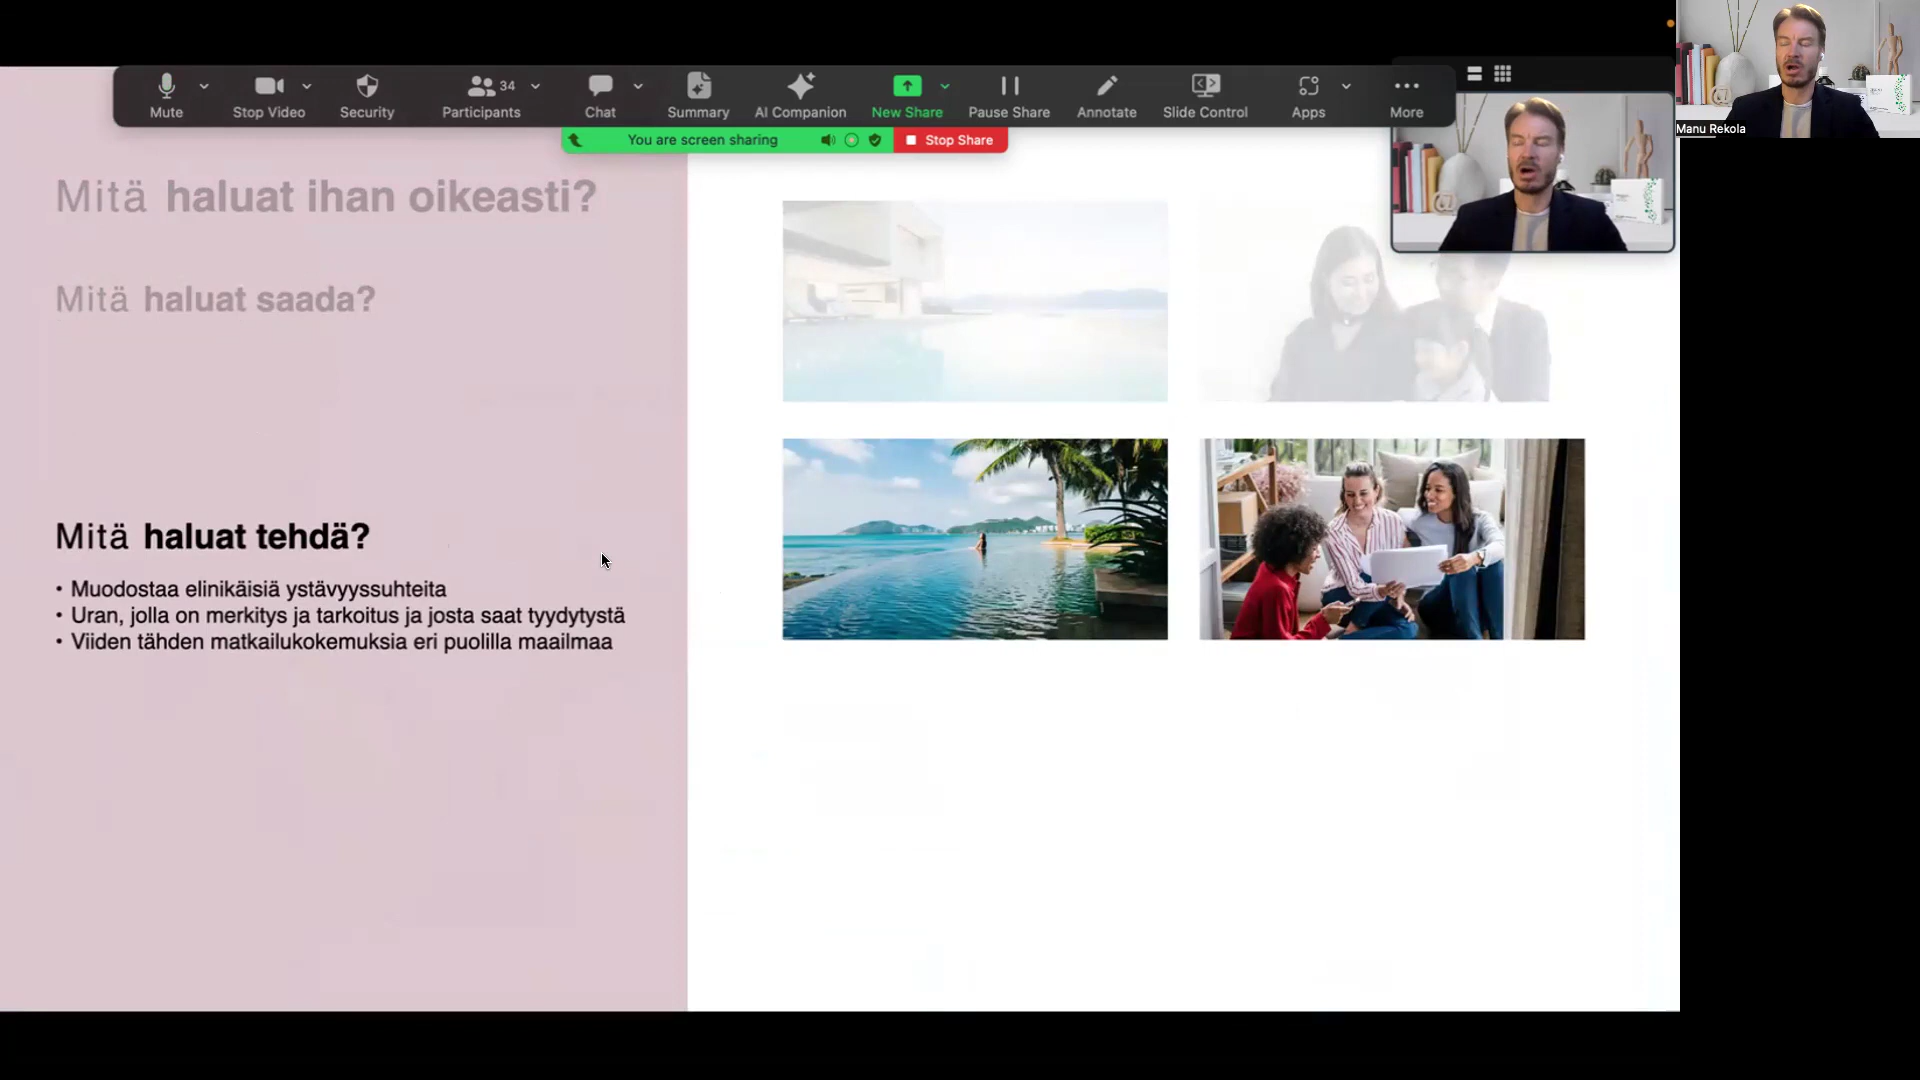 Mute
Stop Video
Security
34
Participants
Chat
Summary
AI Companion
New Share
Pause Share
Annotate
Slide Control
Apps
More
You are screen sharing
Stop Share
Manu Rekola
Mitä haluat ihan oikeasti?
Mitä haluat saada?
Mitä haluat tehdä?
• Muodostaa elinikäisiä ystävyyssuhteita
• Uran, jolla on merkitys ja tarkoitus ja josta saat tyydytystä
• Viiden tähden matkailukokemuksia eri puolilla maailmaa